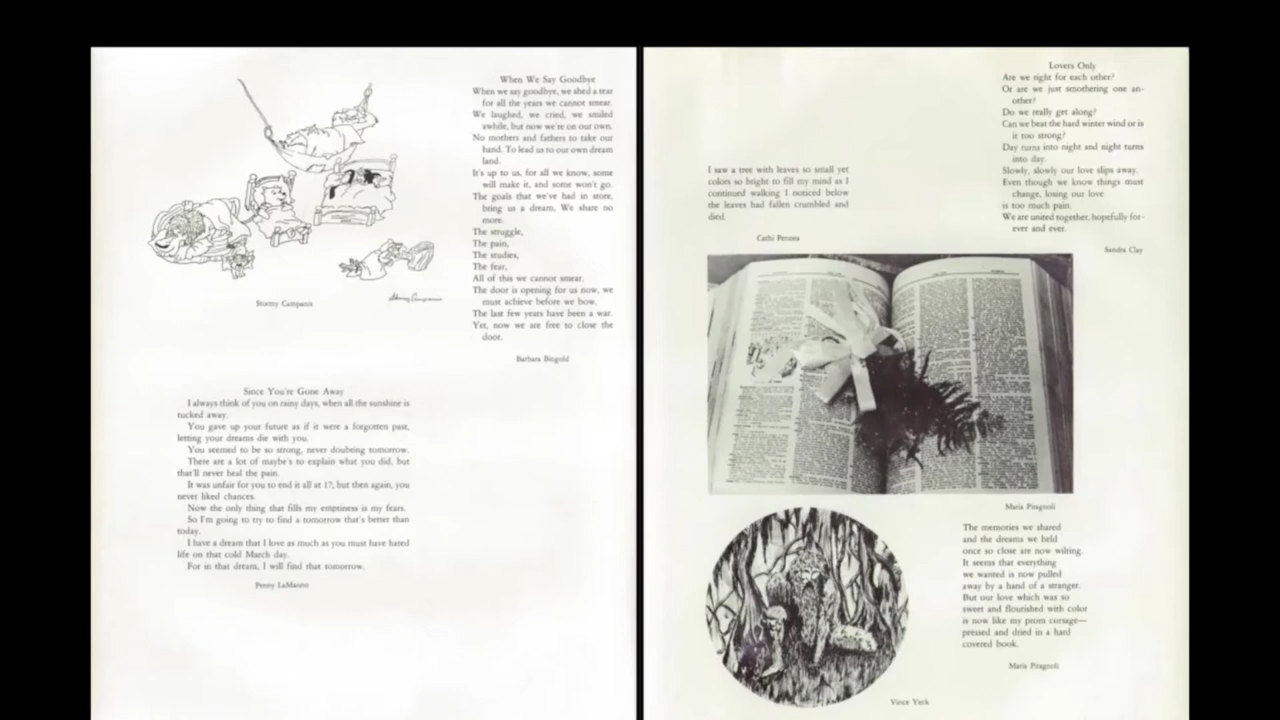 When We Say Goodbye
When we say goodbye, we shed a tear
for all the years we cannot smear.
We laughed, we cried, we smiled
awhile, but now we're on our own.
No mothers and fathers to take our
hand. To lead us to our own dream
land.
It's up to us, for all we know, some
will make it, and some won't go.
The goals that we've had in store,
bring us a dream, We share no
more.
The struggle,
The pain,
The studies,
The fear,
All of this we cannot smear.
The door is opening for us now, we
must achieve before we bow.
The last few years have been a war.
Yet, now we are free to close the
door.
Barbara Bingold
Stormy Campanis
Since You're Gone Away
I always think of you on rainy days, when all the sunshine is
tucked away.
You gave up your future as if it were a forgotten past,
letting your dreams die with you.
You seemed to be so strong, never doubting tomorrow.
There are a lot of maybe's to explain what you did, but
that'll never heal the pain.
It was unfair for you to end it all at 17; but then again, you
never liked chances.
Now the only thing that fills my emptiness is my fears.
So I'm going to try to find a tomorrow that's better than
today.
I have a dream that I love as much as you must have hated
life on that cold March day.
For in that dream, I will find that tomorrow.
Penny LaManno
I saw a tree with leaves so small yet
colors so bright to fill my mind as I
continued walking I noticed below
the leaves had fallen crumbled and
died.
Cathi Pennea
Lovers Only
Are we right for each other?
Or are we just smothering one an-
other?
Do we really get along?
Can we beat the hard winter wind or is
it too strong?
Day turns into night and night turns
into day.
Slowly, slowly our love slips away.
Even though we know things must
change, losing our love
is too much pain.
We are united together, hopefully for-
ever and ever.
Sandra Clay
Maria Piragnoli
The memories we shared
and the dreams we held
once so close are now wilting.
It seems that everything
we wanted is now pulled
away by a hand of a stranger.
But our love which was so
sweet and flourished with color
is now like my prom corsage—
pressed and dried in a hard
covered book.
Maria Piragnoli
Vince Yerk